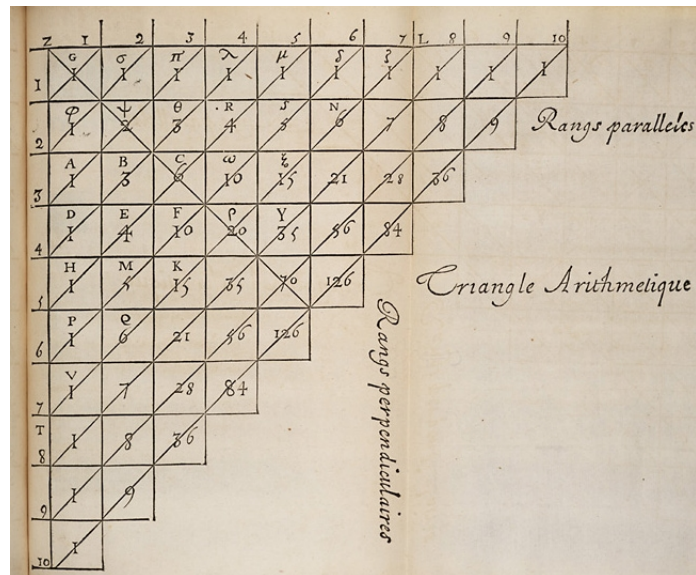 Z 1 2 3 4 5 6 7 L 8 9 10
G σ π λ μ δ ζ
1 1 1 1 1 1 1 1 1 1 1
φ ψ θ R S N
2 1 2 3 4 5 6 7 8 9 Rangs paralleles
A B C ω ξ
3 1 3 6 10 15 21 28 36
D E F ρ Y
4 1 4 10 20 35 56 84
H M K
5 1 5 15 35 70 126 Triangle Arithmetique
P Q
6 1 6 21 56 126
V
7 1 7 28 84
T
8 1 8 36
9 1 9
10 1
Rangs perpendiculaires